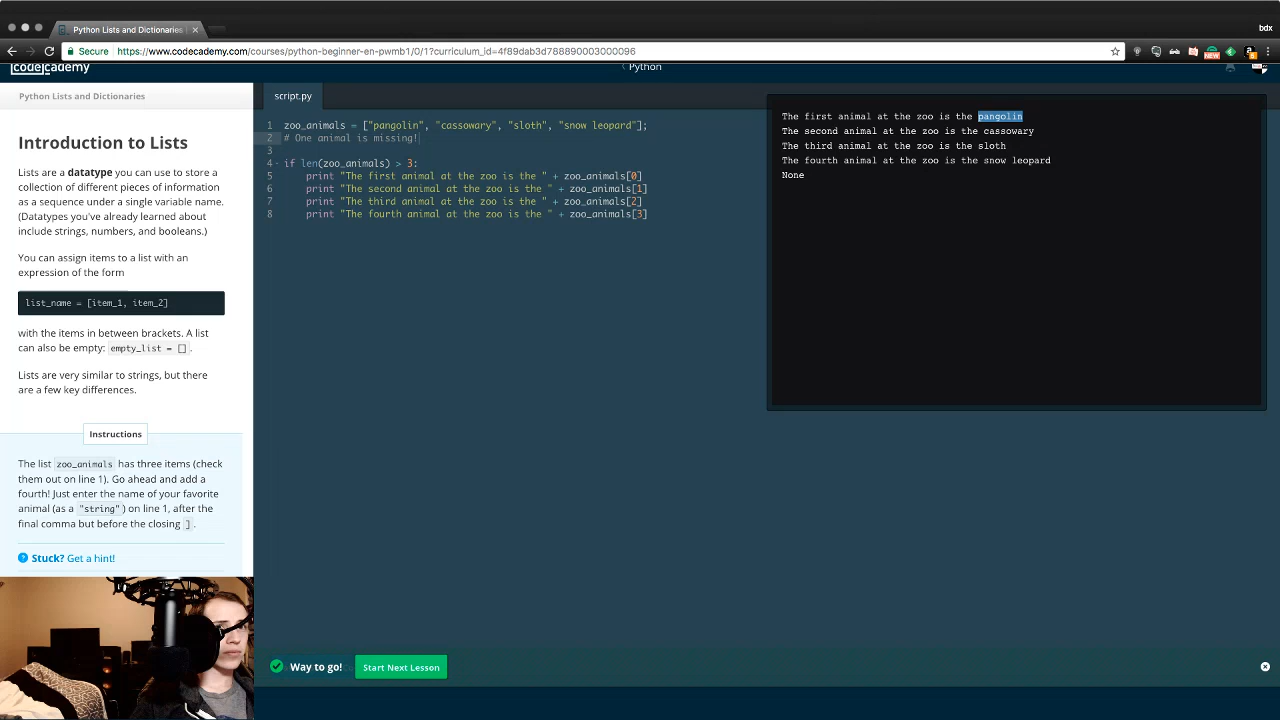 Python Lists and Dictionaries
bdx
Secure
https://www.codecademy.com/courses/python-beginner-en-pwmb1/0/1?curriculum_id=4f89dab3d788890003000096
NEW
codecademy
Python
Python Lists and Dictionaries
script.py
Introduction to Lists
Lists are a datatype you can use to store a
collection of different pieces of information
as a sequence under a single variable name.
(Datatypes you've already learned about
include strings, numbers, and booleans.)
You can assign items to a list with an
expression of the form
list_name = [item_1, item_2]
with the items in between brackets. A list
can also be empty: empty_list = [].
Lists are very similar to strings, but there
are a few key differences.
Instructions
The list zoo_animals has three items (check
them out on line 1). Go ahead and add a
fourth! Just enter the name of your favorite
animal (as a "string") on line 1, after the
final comma but before the closing ].
Stuck? Get a hint!
1 zoo_animals = ["pangolin", "cassowary", "sloth", "snow leopard"];
2 # One animal is missing!
3
4 if len(zoo_animals) > 3:
5 print "The first animal at the zoo is the " + zoo_animals[0]
6 print "The second animal at the zoo is the " + zoo_animals[1]
7 print "The third animal at the zoo is the " + zoo_animals[2]
8 print "The fourth animal at the zoo is the " + zoo_animals[3]
The first animal at the zoo is the pangolin
The second animal at the zoo is the cassowary
The third animal at the zoo is the sloth
The fourth animal at the zoo is the snow leopard
None
Way to go!
Start Next Lesson